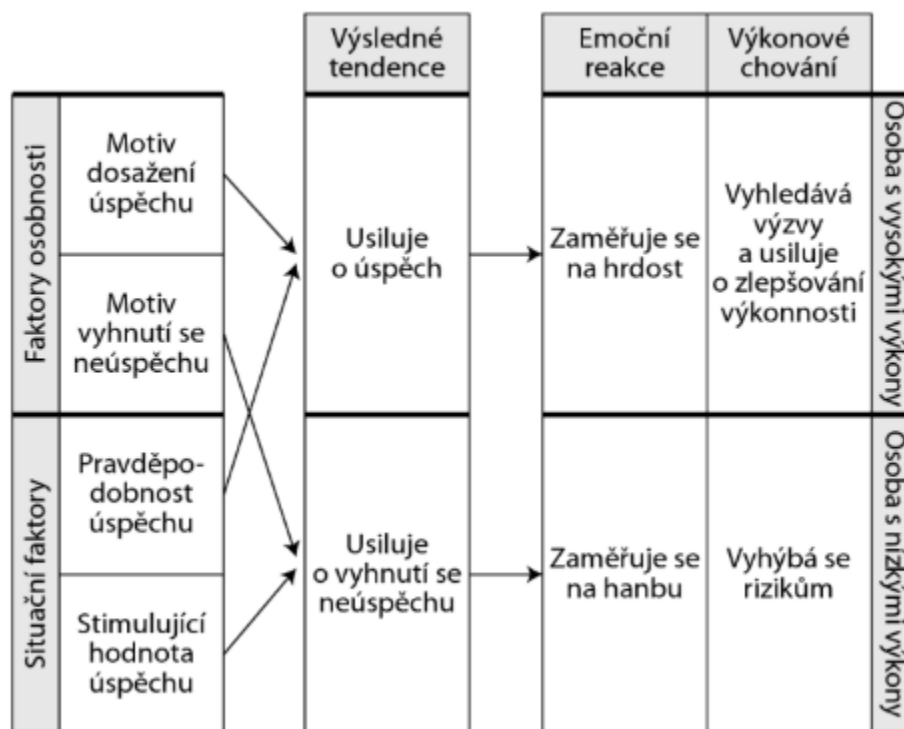 Výsledné
tendence
Emoční
reakce
Výkonové
chování
Faktory osobnosti
Motiv
dosažení
úspěchu
Motiv
vyhnutí se
neúspěchu
Usiluje
o úspěch
Zaměřuje se
na hrdost
Vyhledává
výzvy
a usiluje
o zlepšování
výkonnosti
Osoba s vysokými výkony
Situační faktory
Pravděpo-
dobnost
úspěchu
Stimulující
hodnota
úspěchu
Usiluje
o vyhnutí se
neúspěchu
Zaměřuje se
na hanbu
Vyhýbá se
rizikům
Osoba s nízkými výkony